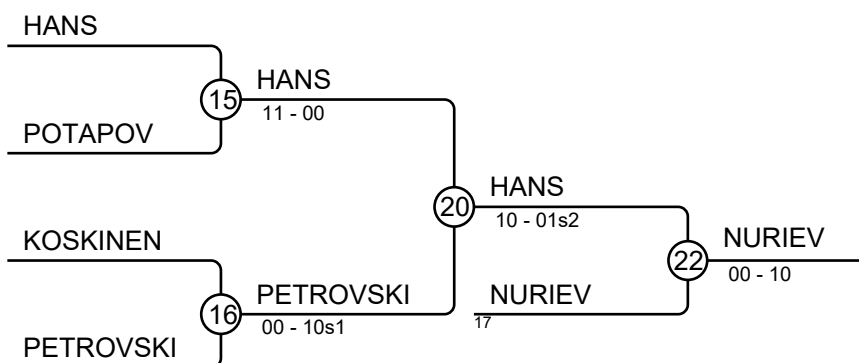 HANS
15
HANS
11 - 00
POTAPOV
20
HANS
10 - 01s2
KOSKINEN
22
NURIEV
00 - 10
16
PETROVSKI
00 - 10s1
NURIEV
17
PETROVSKI